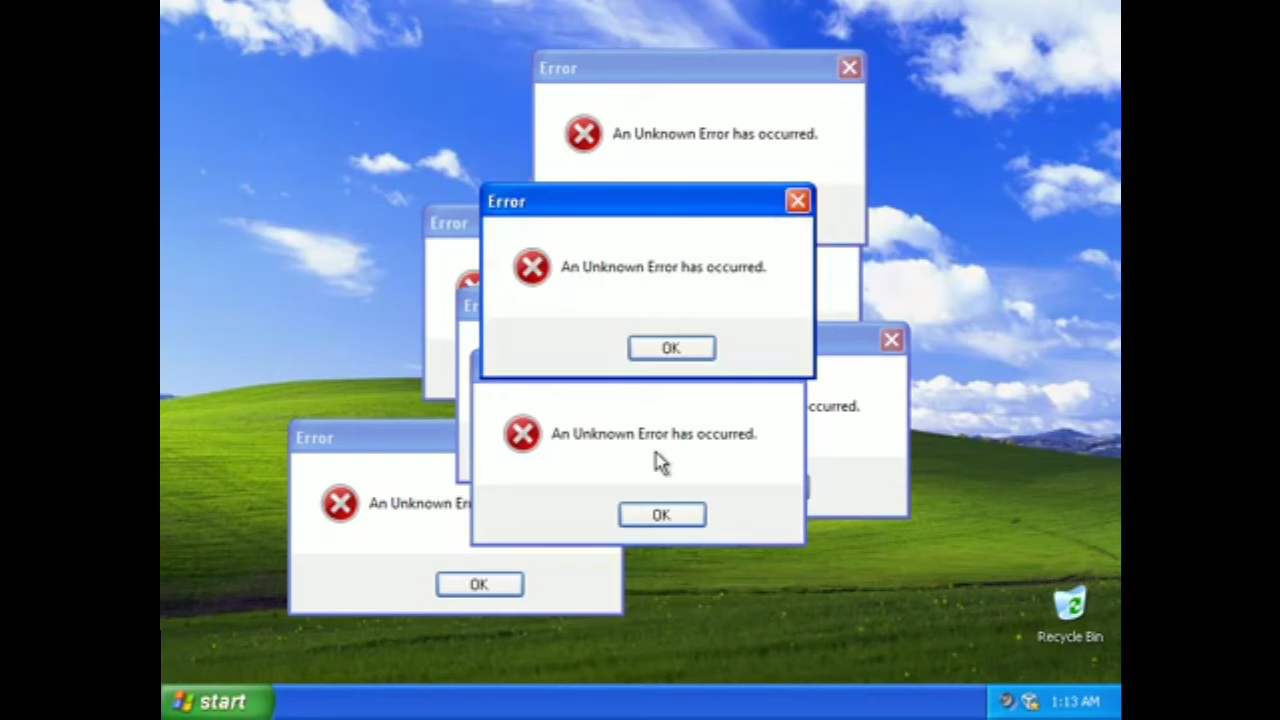 Error
An Unknown Error has occurred.
Error
An Unknown Error has occurred.
OK
Error
Er
ccurred.
An Unknown Error has occurred.
OK
Error
An Unknown Err
OK
Recycle Bin
start
1:13 AM